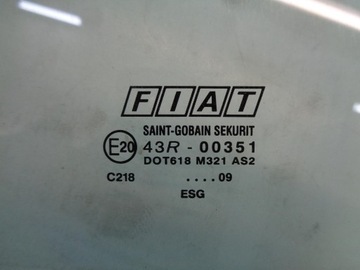 FIAT
SAINT-GOBAIN SEKURIT
E20 43R - 00351
DOT618 M321 AS2
C218 ....09
ESG